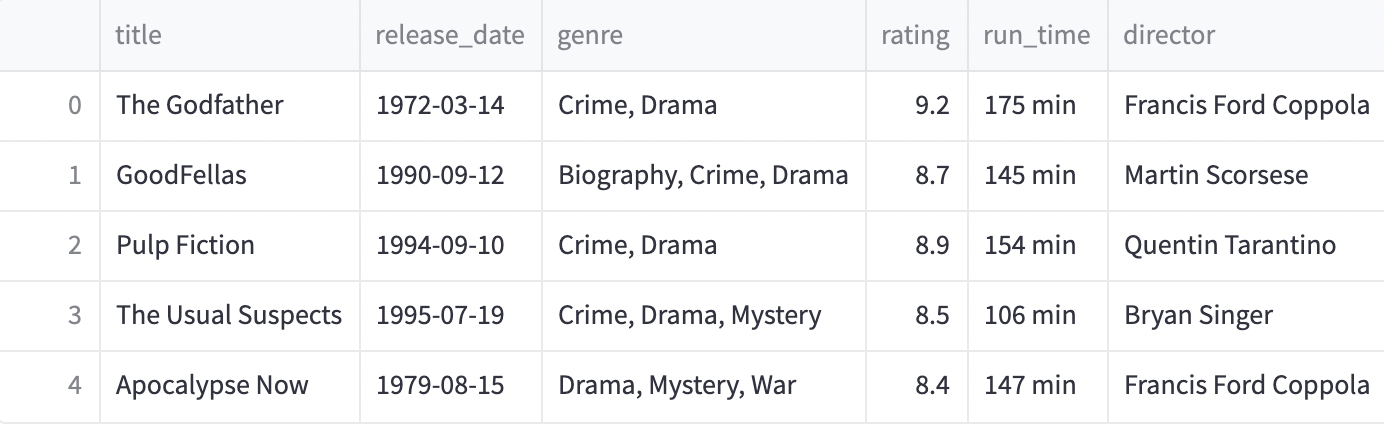 title release_date genre rating run_time director
0 The Godfather 1972-03-14 Crime, Drama 9.2 175 min Francis Ford Coppola
1 GoodFellas 1990-09-12 Biography, Crime, Drama 8.7 145 min Martin Scorsese
2 Pulp Fiction 1994-09-10 Crime, Drama 8.9 154 min Quentin Tarantino
3 The Usual Suspects 1995-07-19 Crime, Drama, Mystery 8.5 106 min Bryan Singer
4 Apocalypse Now 1979-08-15 Drama, Mystery, War 8.4 147 min Francis Ford Coppola